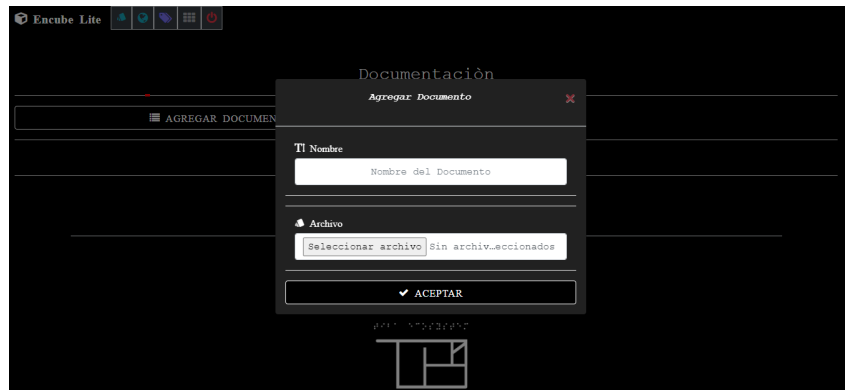 Encube Lite
Documentaciòn
Agregar Documento
AGREGAR DOCUMEN
Nombre
Nombre del Documento
Archivo
Seleccionar archivo Sin archiv…eccionados
ACEPTAR